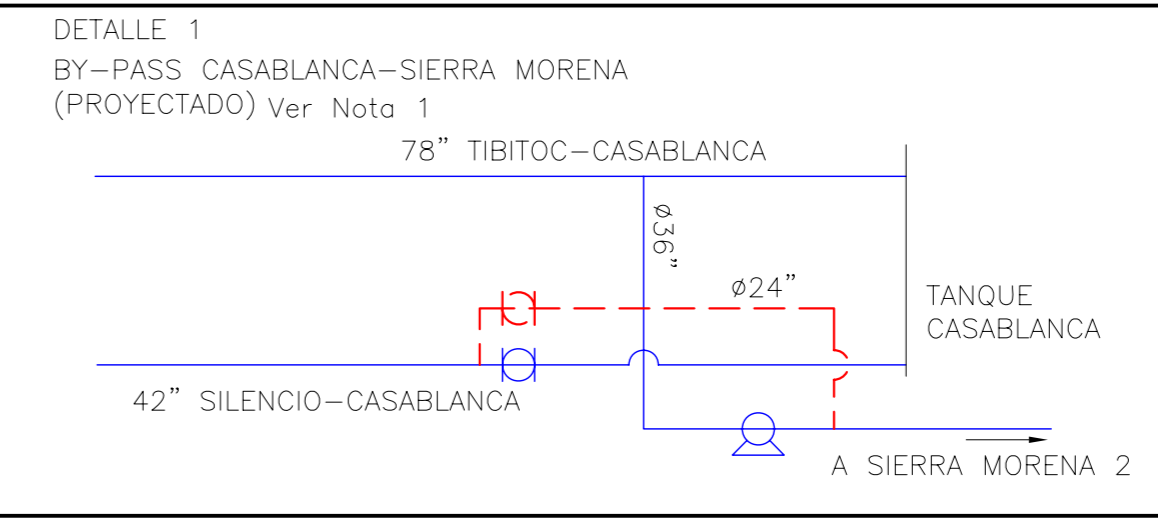 DETALLE 1
BY-PASS CASABLANCA-SIERRA MORENA
(PROYECTADO) Ver Nota 1
78" TIBITOC-CASABLANCA
ø36"
ø24"
TANQUE
CASABLANCA
42" SILENCIO-CASABLANCA
A SIERRA MORENA 2